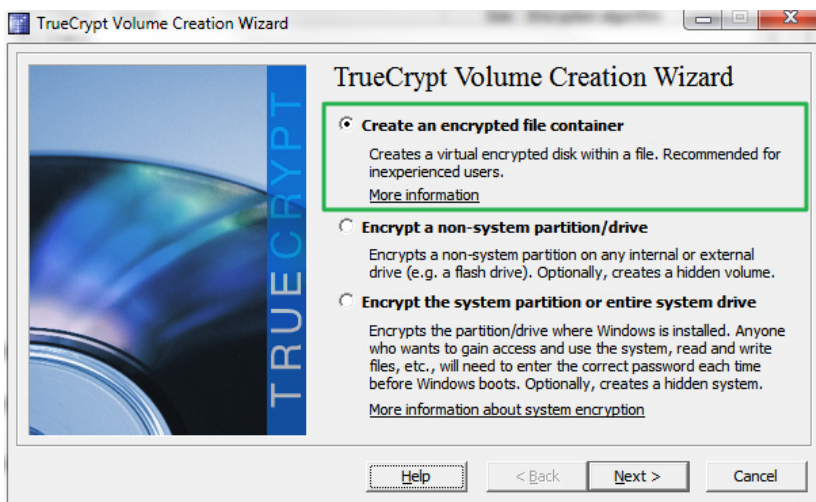 TrueCrypt Volume Creation Wizard
TRUECRYPT
TrueCrypt Volume Creation Wizard
Create an encrypted file container
Creates a virtual encrypted disk within a file. Recommended for
inexperienced users.
More information
Encrypt a non-system partition/drive
Encrypts a non-system partition on any internal or external
drive (e.g. a flash drive). Optionally, creates a hidden volume.
Encrypt the system partition or entire system drive
Encrypts the partition/drive where Windows is installed. Anyone
who wants to gain access and use the system, read and write
files, etc., will need to enter the correct password each time
before Windows boots. Optionally, creates a hidden system.
More information about system encryption
Help
< Back
Next >
Cancel